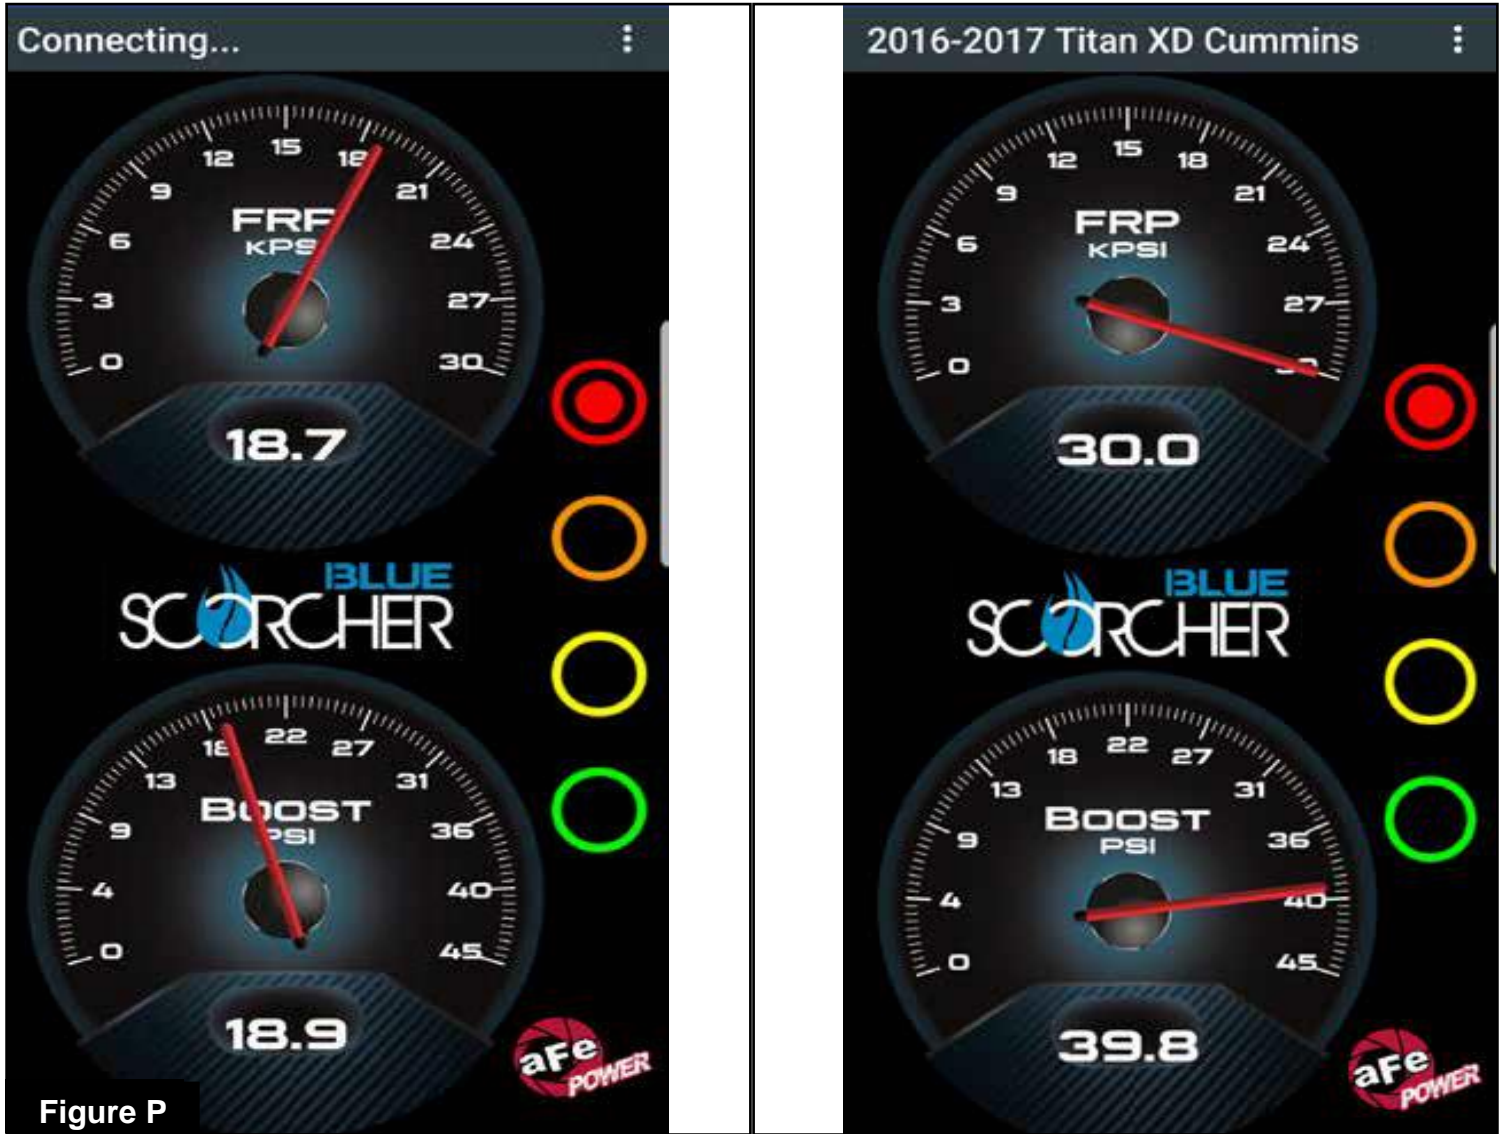 Connecting...
15
12
18
9
21
FRP
KPSI
6
24
3
27
0
30
18.7
BLUE
SCORCHER
22
18
27
13
31
BOOST
PSI
9
36
4
40
0
45
18.9
aFe
POWER
Figure P
2016-2017 Titan XD Cummins
15
12
18
9
21
FRP
KPSI
6
24
3
27
0
30
30.0
BLUE
SCORCHER
22
18
27
13
31
BOOST
PSI
9
36
4
40
0
45
39.8
aFe
POWER